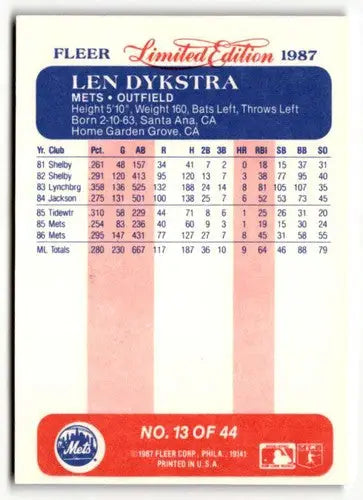 FLEER Limited Edition 1987
LEN DYKSTRA
METS • OUTFIELD
Height 5'10", Weight 160, Bats Left, Throws Left
Born 2-10-63, Santa Ana, CA
Home Garden Grove, CA
Yr. Club Pct. G AB R H 2B 3B HR RBI SB BB SO
81 Shelby .261 48 157 34 41 7 2 0 18 15 37 31
82 Shelby .291 120 413 95 120 13 7 3 38 77 95 40
83 Lynchbrg .358 136 525 132 188 24 14 8 81 105 107 35
84 Jackson .275 131 501 100 138 25 7 6 52 53 73 45
85 Tidewtr .310 58 229 44 71 8 6 1 25 26 31 20
85 Mets .254 83 236 40 60 9 3 1 19 15 30 24
86 Mets .295 147 431 77 127 27 7 8 45 31 58 55
ML Totals .280 230 667 117 187 36 10 9 64 46 88 79
Mets
NO. 13 OF 44
©1987 FLEER CORP., PHILA., 19141
PRINTED IN U.S.A.